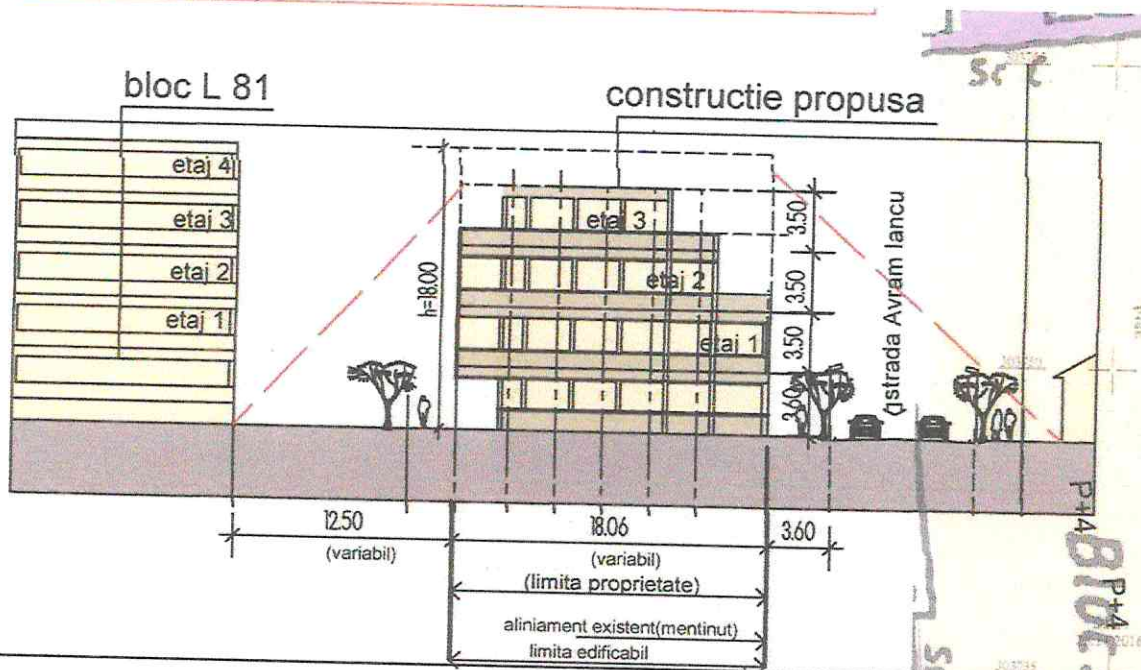 bloc L 81
constructie propusa
etaj 4
etaj 3
etaj 2
etaj 1
h=18.00
etaj 3
etaj 2
etaj 1
3.50
3.50
3.50
3.60
strada Avram Iancu
12.50
(variabil)
18.06
(variabil)
3.60
(limita proprietate)
aliniament existent(mentinut)
limita edificabil
P+4
Bloc
P+4